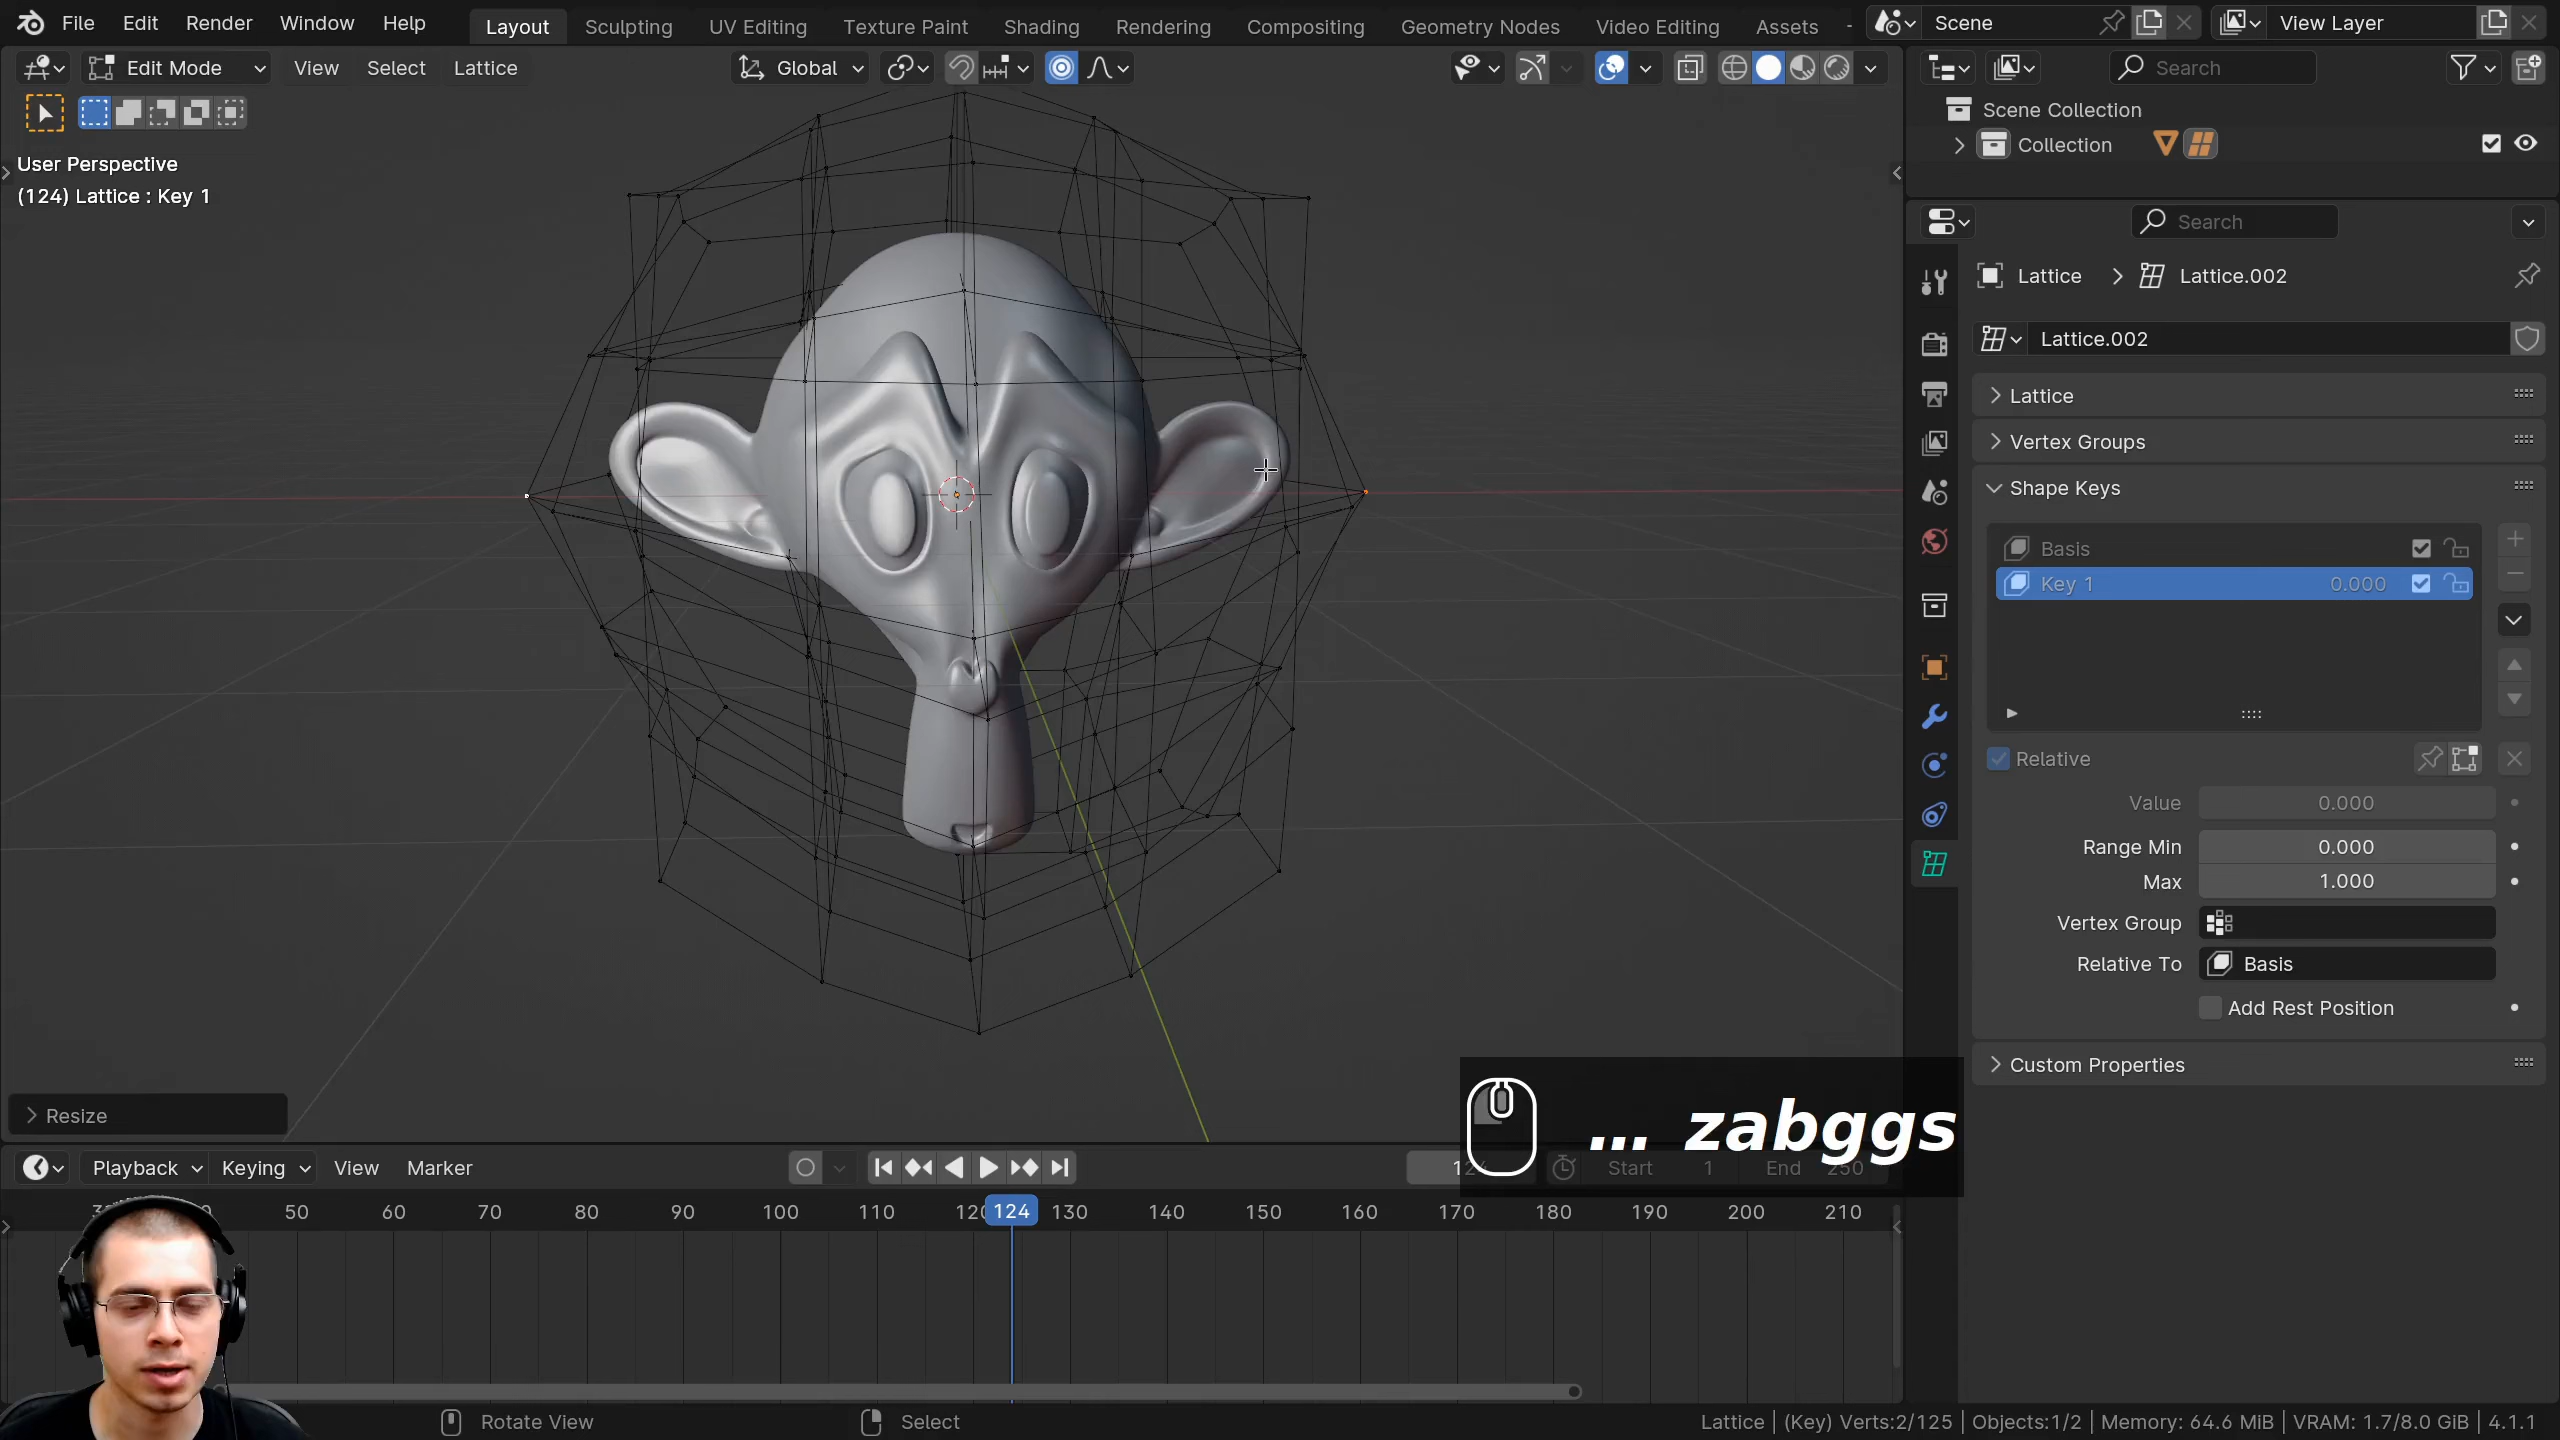 File Edit Render Window Help Layout Sculpting UV Editing Texture Paint Shading Rendering Compositing Geometry Nodes Video Editing Assets Scene View Layer
Edit Mode View Select Lattice Global Search
User Perspective
(124) Lattice : Key 1
Scene Collection
Collection
Search
Lattice Lattice.002
Lattice.002
Lattice
Vertex Groups
Shape Keys
Basis
Key 1 0.000
Relative
Value 0.000
Range Min 0.000
Max 1.000
Vertex Group
Relative To Basis
Add Rest Position
Custom Properties
Resize
... zabggs
Playback Keying View Marker Start 1 End 250
50 60 70 80 90 100 110 124 130 140 150 160 170 180 190 200 210
Rotate View Select Lattice | (Key) Verts:2/125 | Objects:1/2 | Memory: 64.6 MiB | VRAM: 1.7/8.0 GiB | 4.1.1